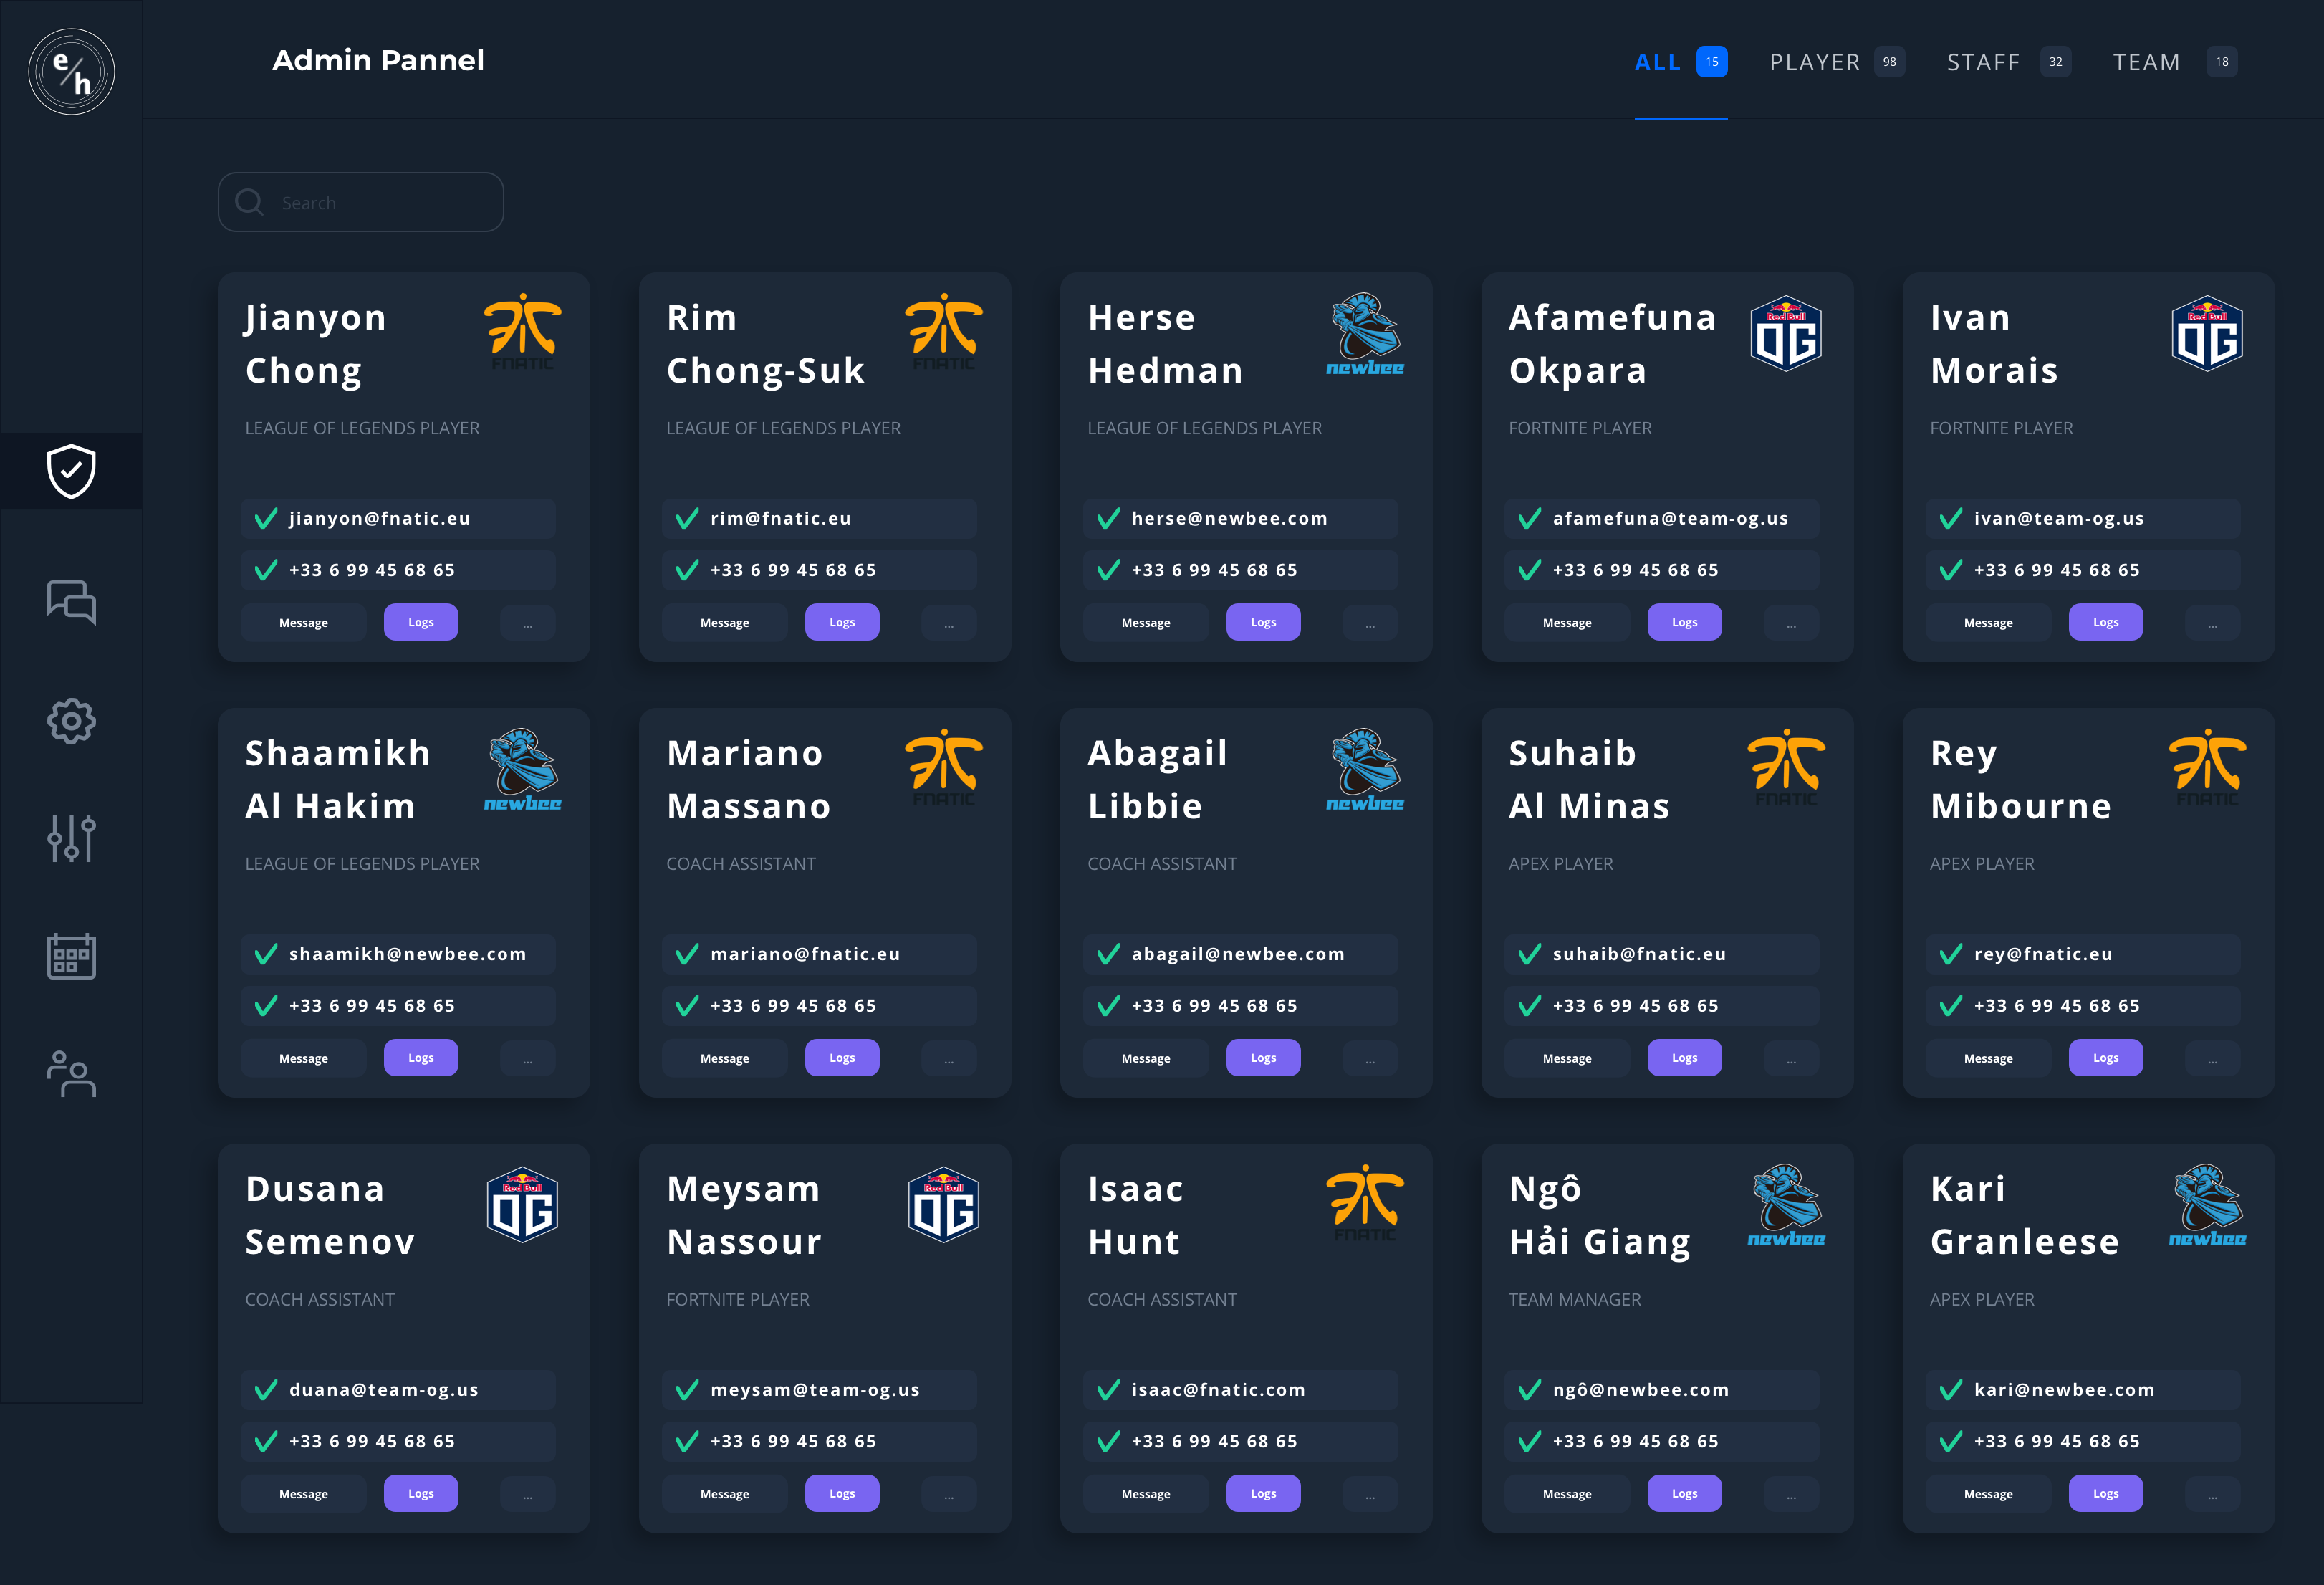 e/h
Admin Pannel
ALL 15 PLAYER 98 STAFF 32 TEAM 18
Search
Jianyon
Chong
FNATIC
LEAGUE OF LEGENDS PLAYER
jianyon@fnatic.eu
+33 6 99 45 68 65
Message Logs ...
Rim
Chong-Suk
FNATIC
LEAGUE OF LEGENDS PLAYER
rim@fnatic.eu
+33 6 99 45 68 65
Message Logs ...
Herse
Hedman
newbee
LEAGUE OF LEGENDS PLAYER
herse@newbee.com
+33 6 99 45 68 65
Message Logs ...
Afamefuna
Okpara
Red Bull
OG
FORTNITE PLAYER
afamefuna@team-og.us
+33 6 99 45 68 65
Message Logs ...
Ivan
Morais
Red Bull
OG
FORTNITE PLAYER
ivan@team-og.us
+33 6 99 45 68 65
Message Logs ...
Shaamikh
Al Hakim
newbee
LEAGUE OF LEGENDS PLAYER
shaamikh@newbee.com
+33 6 99 45 68 65
Message Logs ...
Mariano
Massano
FNATIC
COACH ASSISTANT
mariano@fnatic.eu
+33 6 99 45 68 65
Message Logs ...
Abagail
Libbie
newbee
COACH ASSISTANT
abagail@newbee.com
+33 6 99 45 68 65
Message Logs ...
Suhaib
Al Minas
FNATIC
APEX PLAYER
suhaib@fnatic.eu
+33 6 99 45 68 65
Message Logs ...
Rey
Mibourne
FNATIC
APEX PLAYER
rey@fnatic.eu
+33 6 99 45 68 65
Message Logs ...
Dusana
Semenov
Red Bull
OG
COACH ASSISTANT
duana@team-og.us
+33 6 99 45 68 65
Message Logs ...
Meysam
Nassour
Red Bull
OG
FORTNITE PLAYER
meysam@team-og.us
+33 6 99 45 68 65
Message Logs ...
Isaac
Hunt
FNATIC
COACH ASSISTANT
isaac@fnatic.com
+33 6 99 45 68 65
Message Logs ...
Ngô
Hải Giang
newbee
TEAM MANAGER
ngô@newbee.com
+33 6 99 45 68 65
Message Logs ...
Kari
Granleese
newbee
APEX PLAYER
kari@newbee.com
+33 6 99 45 68 65
Message Logs ...